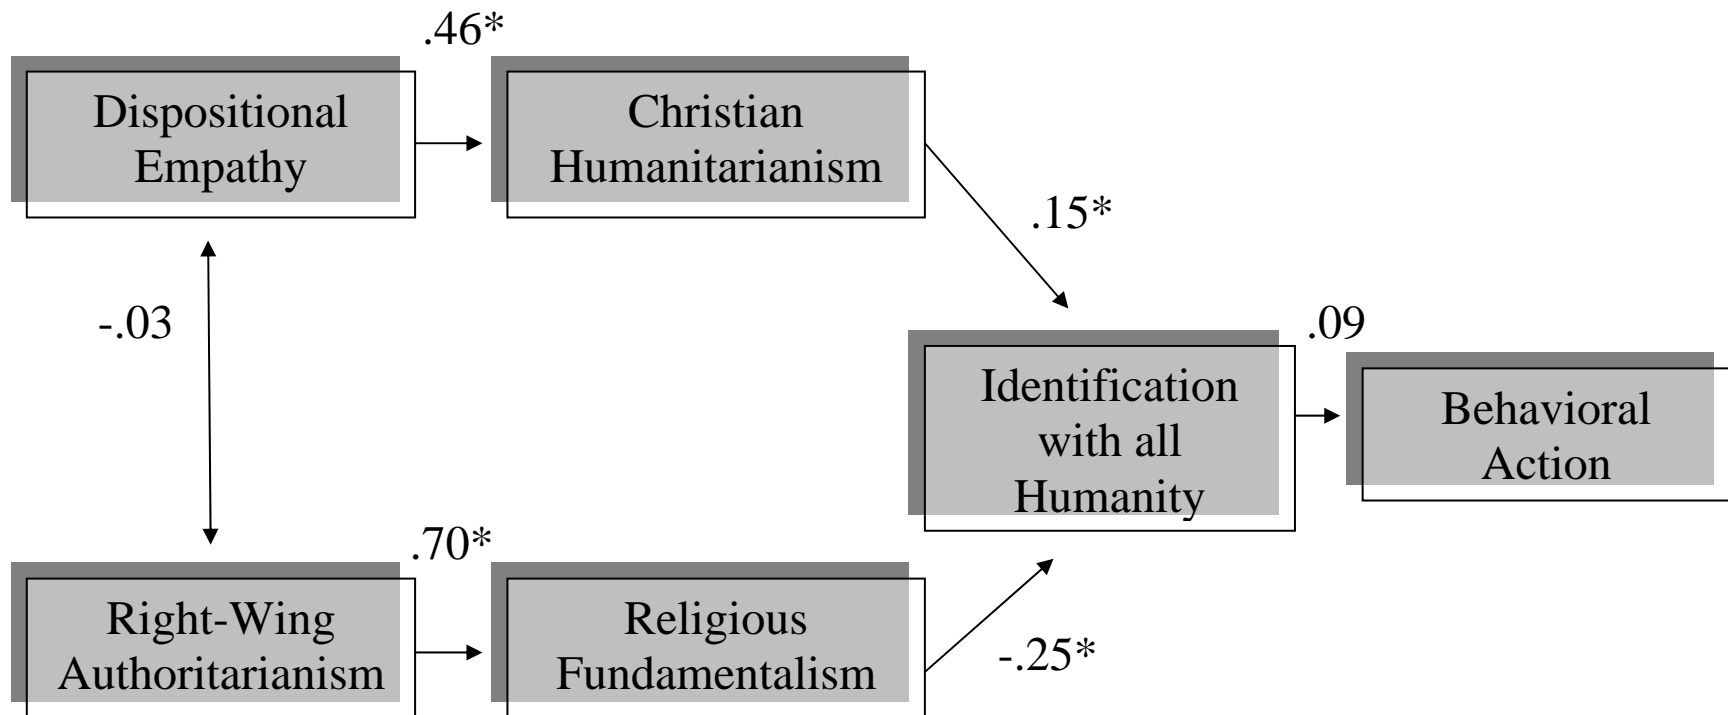 .46*
Dispositional
Empathy
Christian
Humanitarianism
.15*
-.03
.09
Identification
with all
Humanity
Behavioral
Action
.70*
Right-Wing
Authoritarianism
Religious
Fundamentalism
-.25*